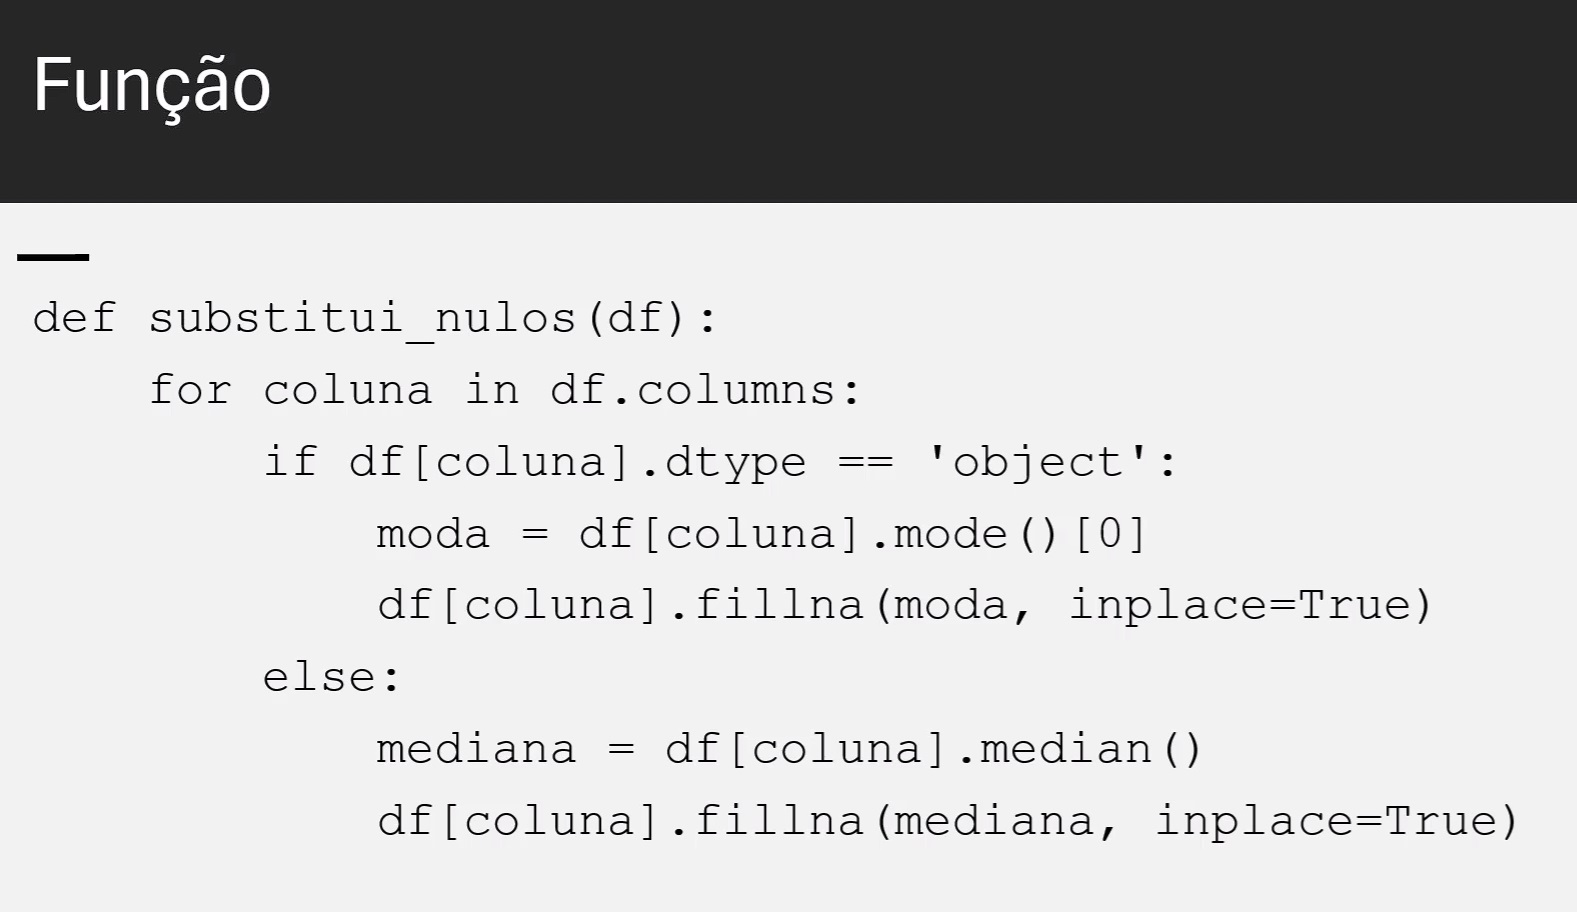 Função
def substitui_nulos(df):
    for coluna in df.columns:
        if df[coluna].dtype == 'object':
            moda = df[coluna].mode()[0]
            df[coluna].fillna(moda, inplace=True)
        else:
            mediana = df[coluna].median()
            df[coluna].fillna(mediana, inplace=True)